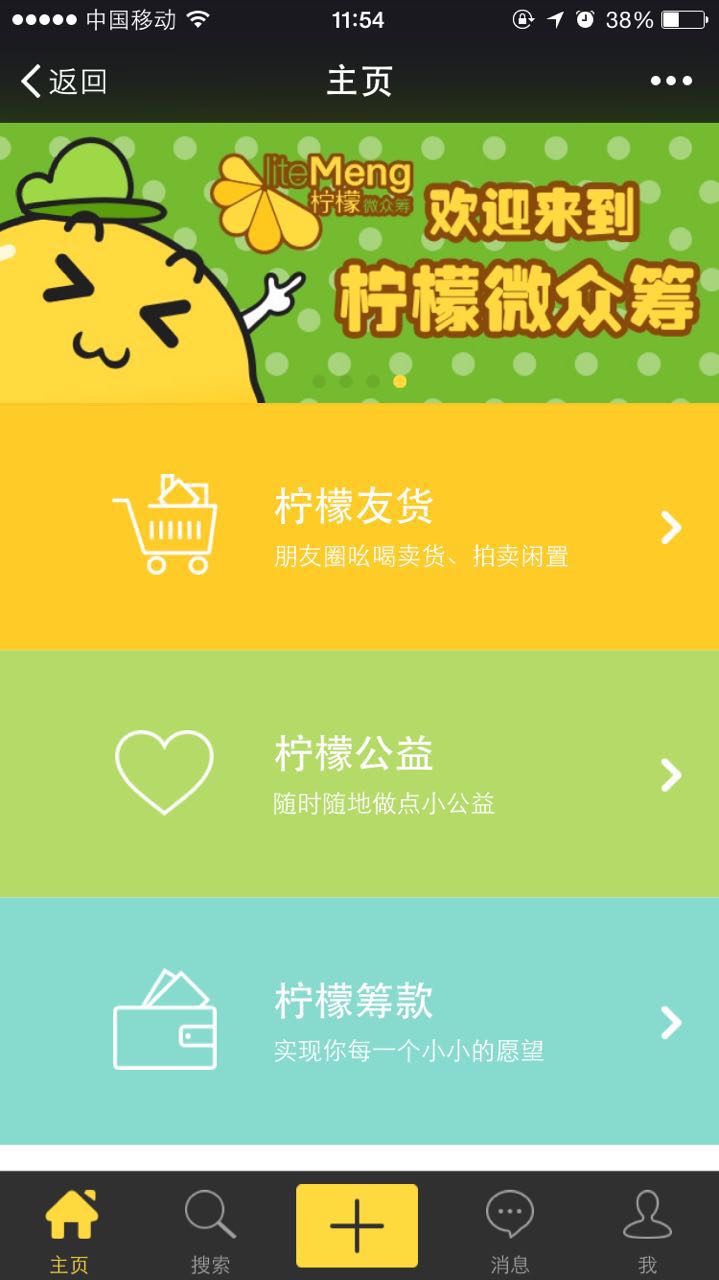 中国移动
11:54
38%
返回
主页
liteMeng
柠檬微众筹
欢迎来到
柠檬微众筹
柠檬友货
朋友圈吆喝卖货、拍卖闲置
柠檬公益
随时随地做点小公益
柠檬筹款
实现你每一个小小的愿望
主页
搜索
消息
我